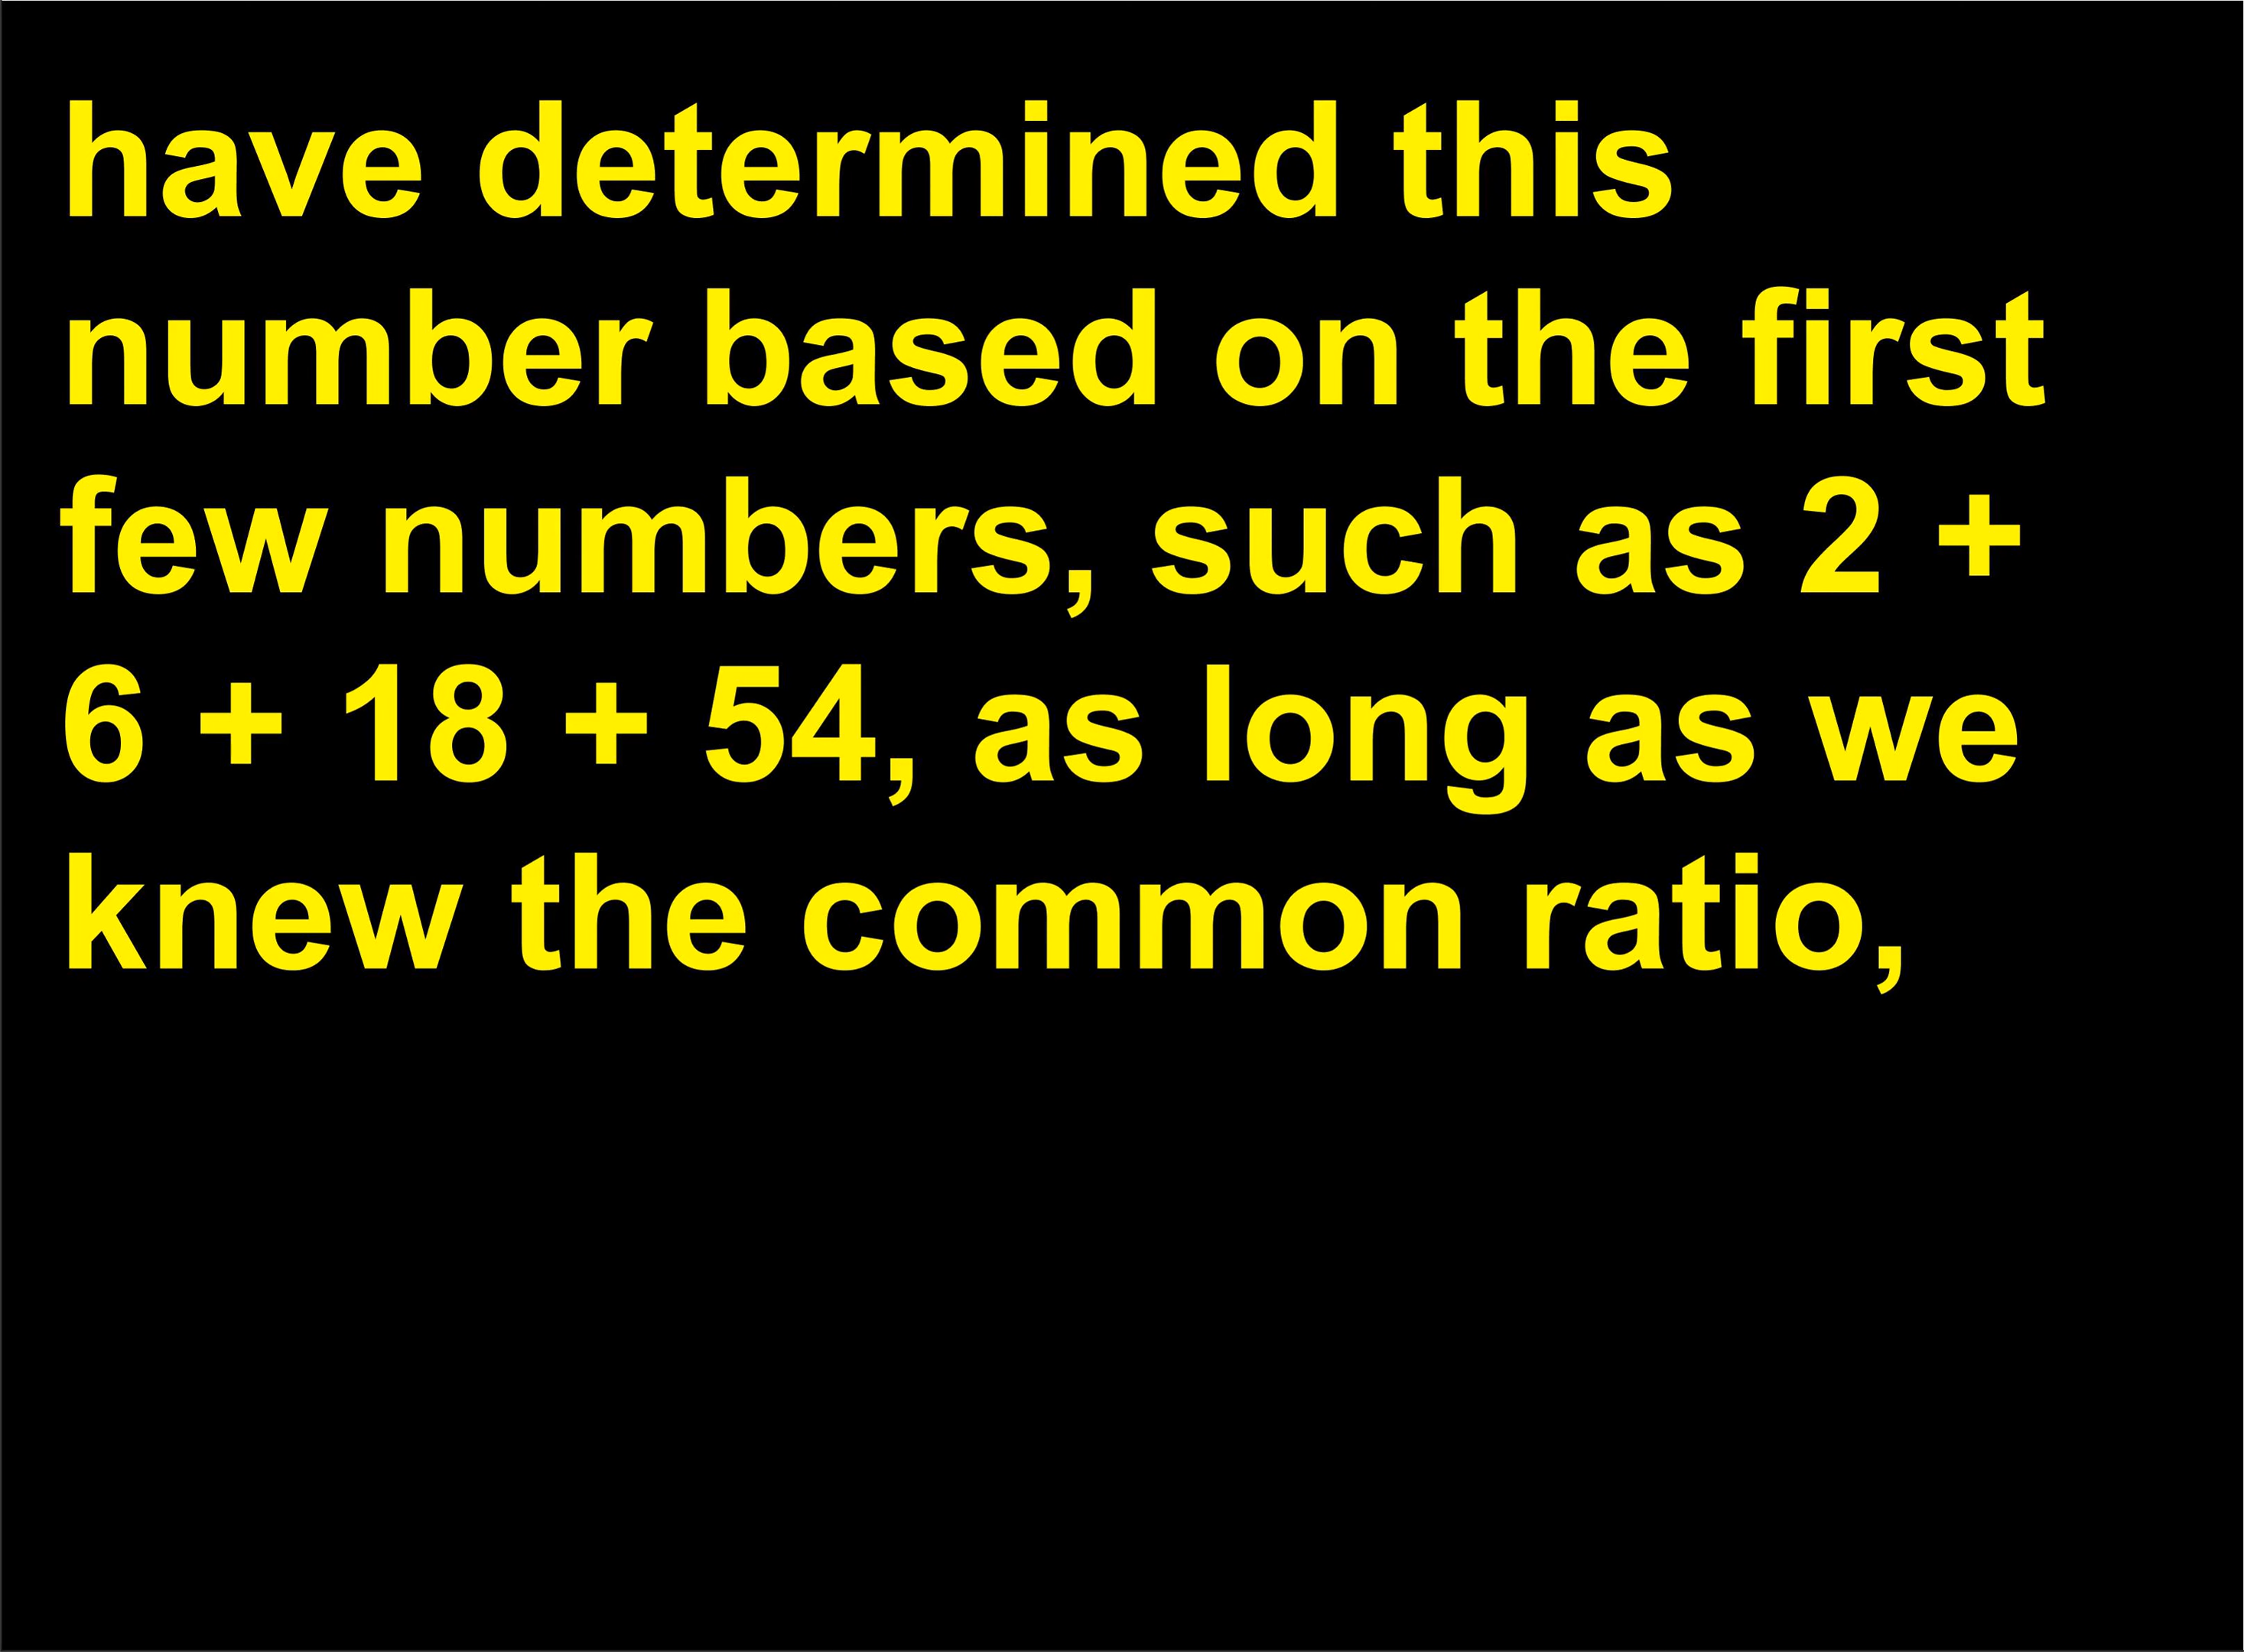 have determined this
number based on the first
few numbers, such as 2 +
6 + 18 + 54, as long as we
knew the common ratio,